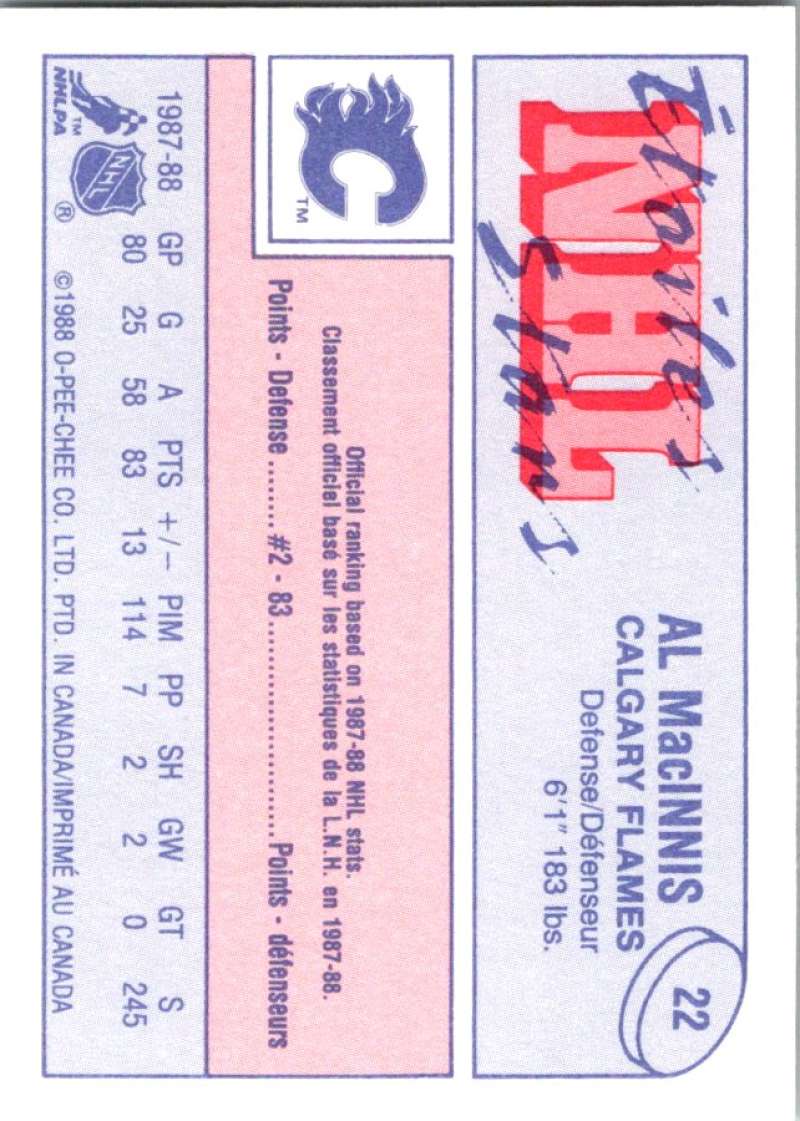 Étoiles
NHL
Stars
22
AL MacINNIS
CALGARY FLAMES
Defense/Défenseur
6'1" 183 lbs.
C
TM
Official ranking based on 1987-88 NHL stats.
Classement officiel basé sur les statistiques de la L.N.H. en 1987-88.
Points - Defense ........ #2 - 83 ........................ Points - défenseurs
1987-88 GP G A PTS +/- PIM PP SH GW GT S
80 25 58 83 13 114 7 2 2 0 245
TM
NHLPA
NHL
®
©1988 O-PEE-CHEE CO. LTD. PTD. IN CANADA/IMPRIMÉ AU CANADA